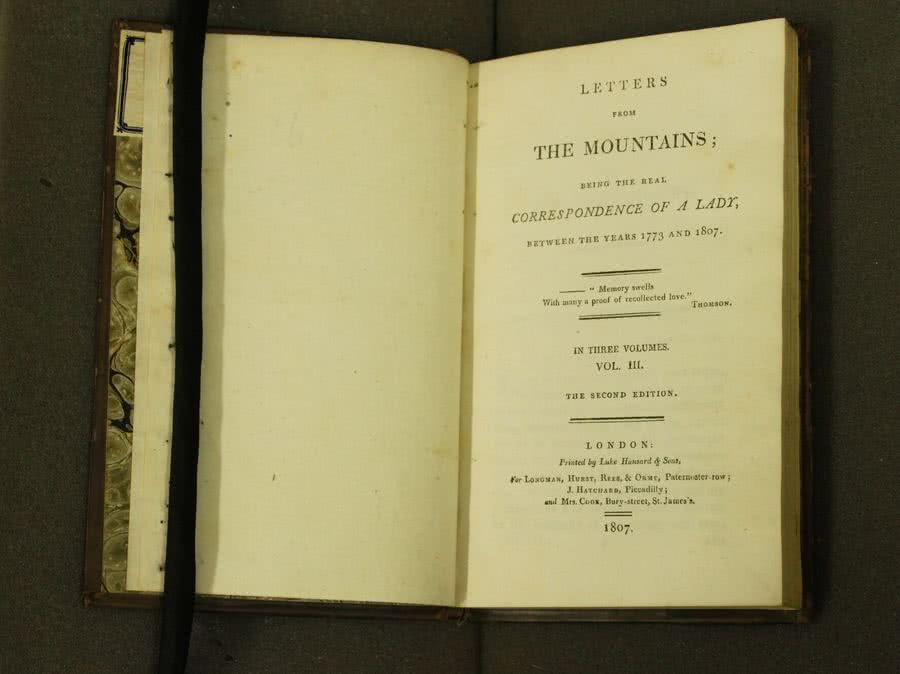 LETTERS
FROM
THE MOUNTAINS;
BEING THE REAL
CORRESPONDENCE OF A LADY,
BETWEEN THE YEARS 1773 AND 1807.
—— "Memory swells
With many a proof of recollected love."
THOMSON.
IN THREE VOLUMES.
VOL. III.
THE SECOND EDITION.
LONDON:
Printed by Luke Hansard & Sons,
For LONGMAN, HURST, REES, & ORME, Paternoster-row;
J. HATCHARD, Piccadilly;
and Mrs. COOK, Bury-street, St. James's.
1807.